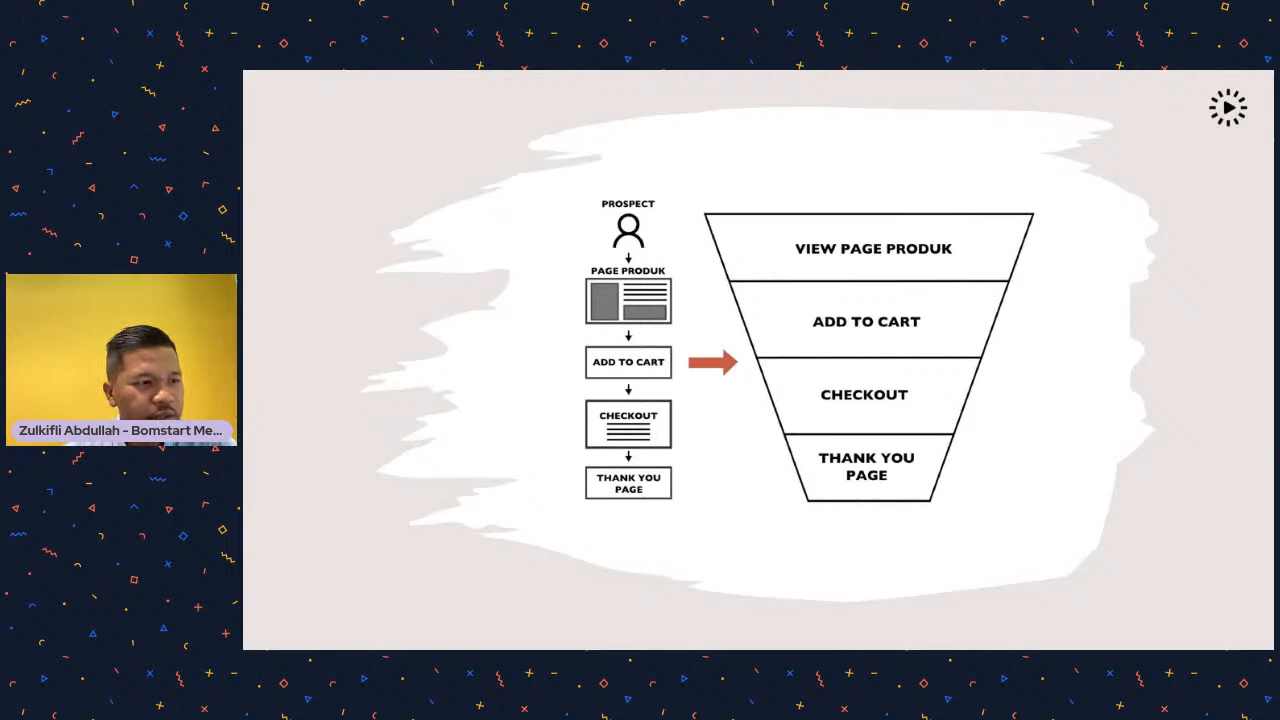 PROSPECT
PAGE PRODUK
ADD TO CART
CHECKOUT
THANK YOU
PAGE
VIEW PAGE PRODUK
ADD TO CART
CHECKOUT
THANK YOU
PAGE
Zulkifli Abdullah - Bomstart Me...